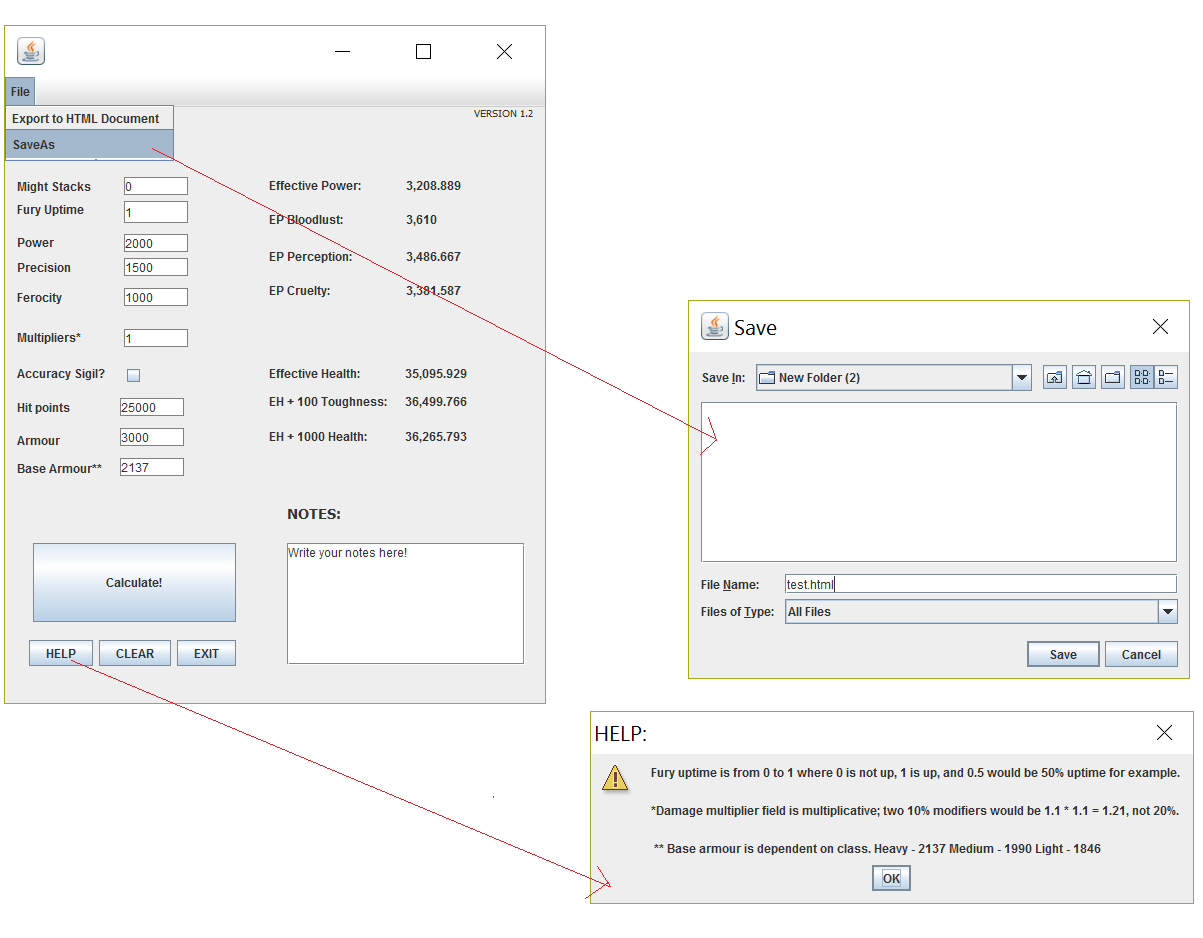 File
Export to HTML Document
SaveAs
VERSION 1.2
Might Stacks 0
Fury Uptime 1
Power 2000
Precision 1500
Ferocity 1000
Multipliers* 1
Accuracy Sigil?
Hit points 25000
Armour 3000
Base Armour** 2137
Effective Power: 3,208.889
EP Bloodlust: 3,610
EP Perception: 3,486.667
EP Cruelty: 3,381.587
Effective Health: 35,095.929
EH + 100 Toughness: 36,499.766
EH + 1000 Health: 36,265.793
NOTES:
Write your notes here!
Calculate!
HELP CLEAR EXIT
Save
Save In: New Folder (2)
File Name: test.html
Files of Type: All Files
Save Cancel
HELP:
Fury uptime is from 0 to 1 where 0 is not up, 1 is up, and 0.5 would be 50% uptime for example.
*Damage multiplier field is multiplicative; two 10% modifiers would be 1.1 * 1.1 = 1.21, not 20%.
** Base armour is dependent on class. Heavy - 2137 Medium - 1990 Light - 1846
OK